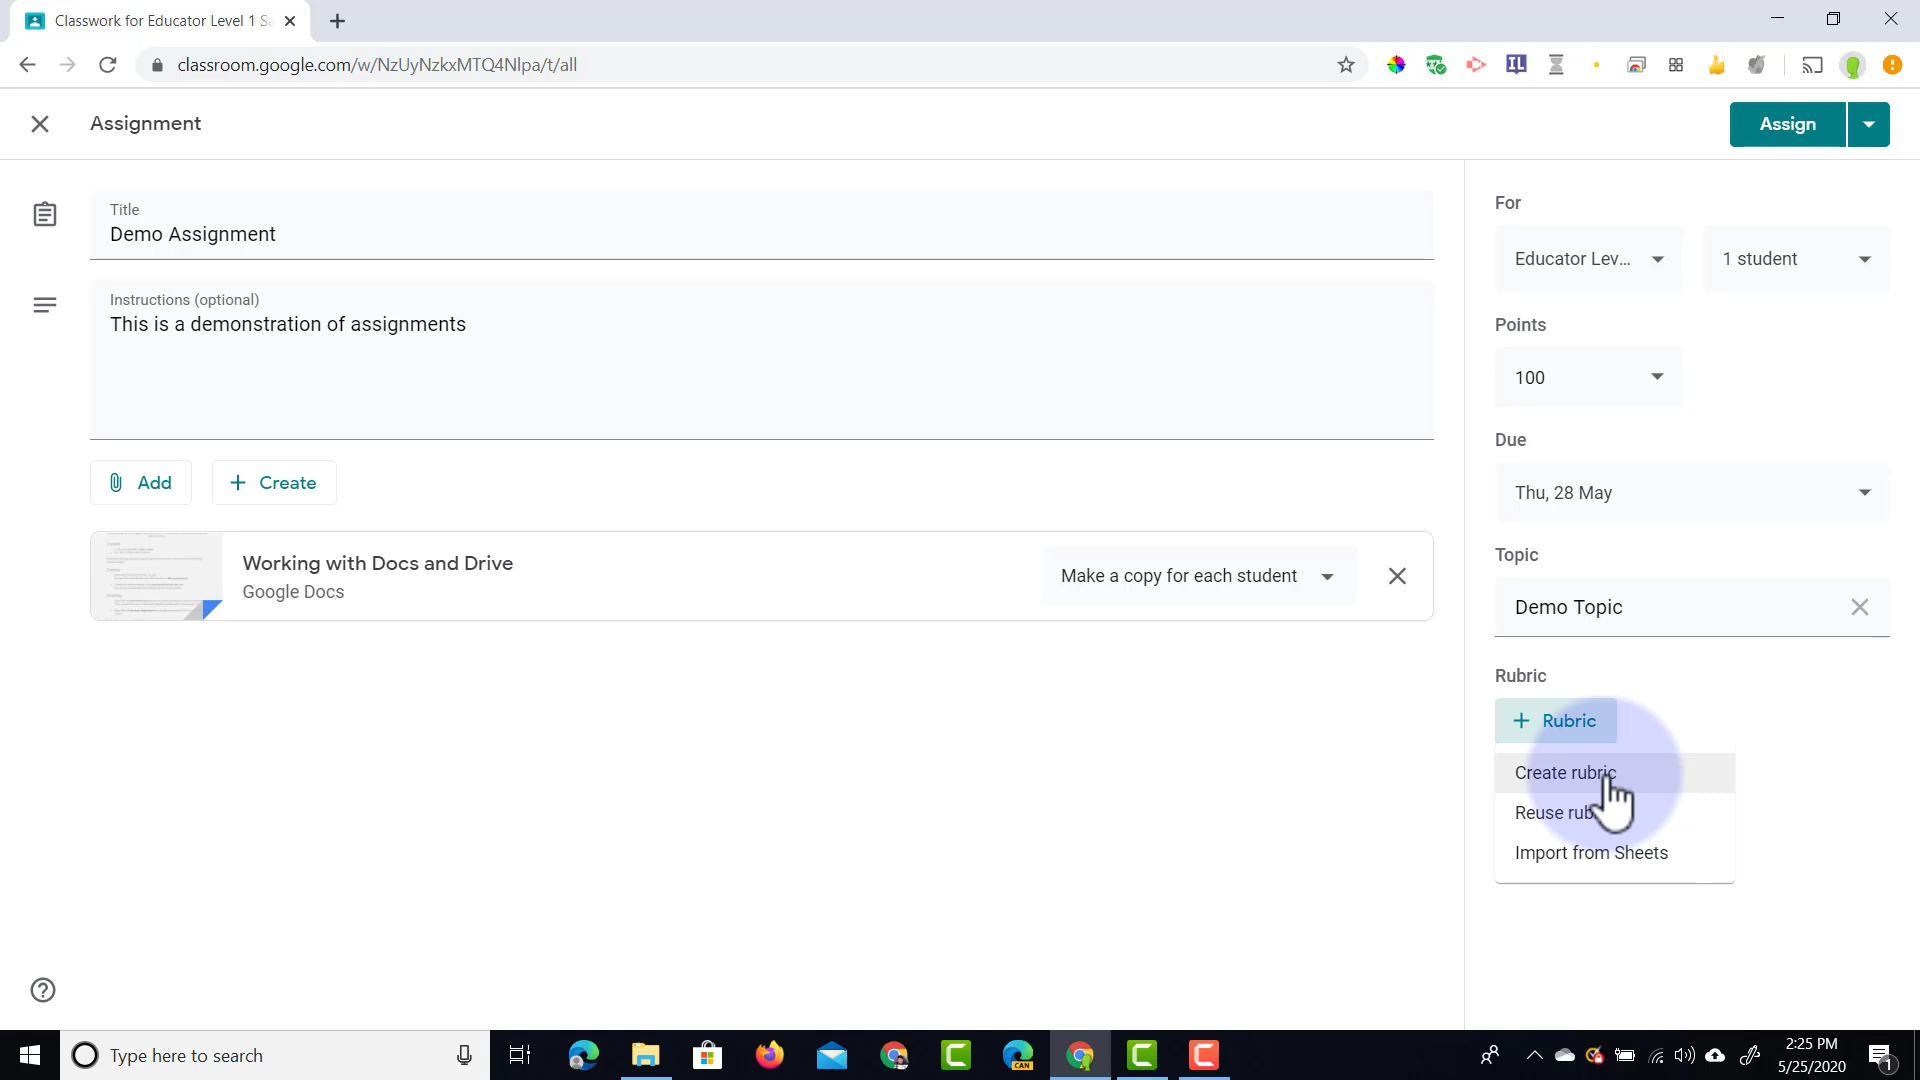 Classwork for Educator Level 1 Sa
classroom.google.com/w/NzUyNzkxMTQ4Nlpa/t/all
IL
Assignment
Assign
Title
Demo Assignment
Instructions (optional)
This is a demonstration of assignments
Add
Create
Working with Docs and Drive
Google Docs
Make a copy for each student
For
Educator Lev...
1 student
Points
100
Due
Thu, 28 May
Topic
Demo Topic
Rubric
Rubric
Create rubric
Reuse
Import from Sheets
Type here to search
CAN
2:25 PM
5/25/2020
1